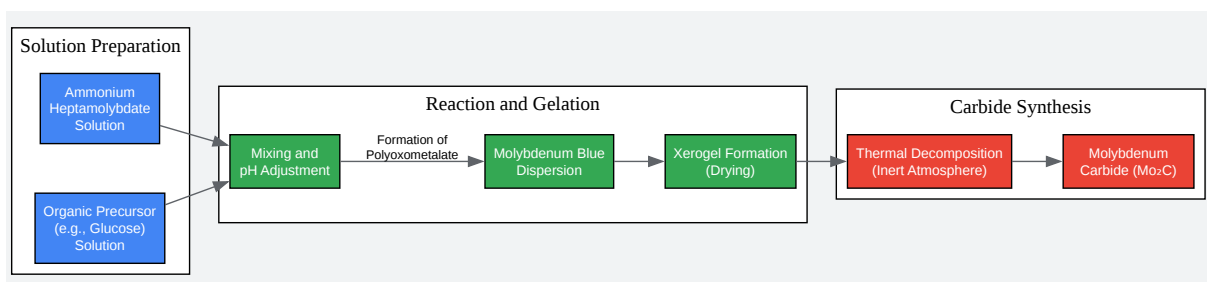 Solution Preparation
Ammonium
Heptamolybdate
Solution
Organic Precursor
(e.g., Glucose)
Solution
Reaction and Gelation
Mixing and
pH Adjustment
Formation of
Polyoxometalate
Molybdenum Blue
Dispersion
Xerogel Formation
(Drying)
Carbide Synthesis
Thermal Decomposition
(Inert Atmosphere)
Molybdenum
Carbide (Mo₂C)